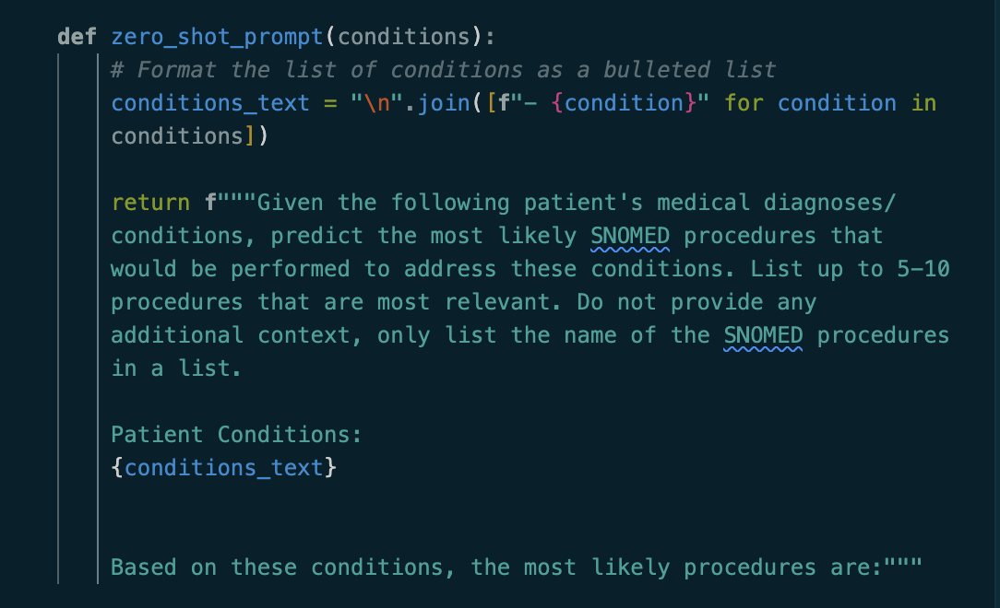 def zero_shot_prompt(conditions):
# Format the list of conditions as a bulleted list
conditions_text = "\n".join([f"- {condition}" for condition in
conditions])
return f"""Given the following patient's medical diagnoses/
conditions, predict the most likely SNOMED procedures that
would be performed to address these conditions. List up to 5-10
procedures that are most relevant. Do not provide any
additional context, only list the name of the SNOMED procedures
in a list.
Patient Conditions:
{conditions_text}
Based on these conditions, the most likely procedures are:"""